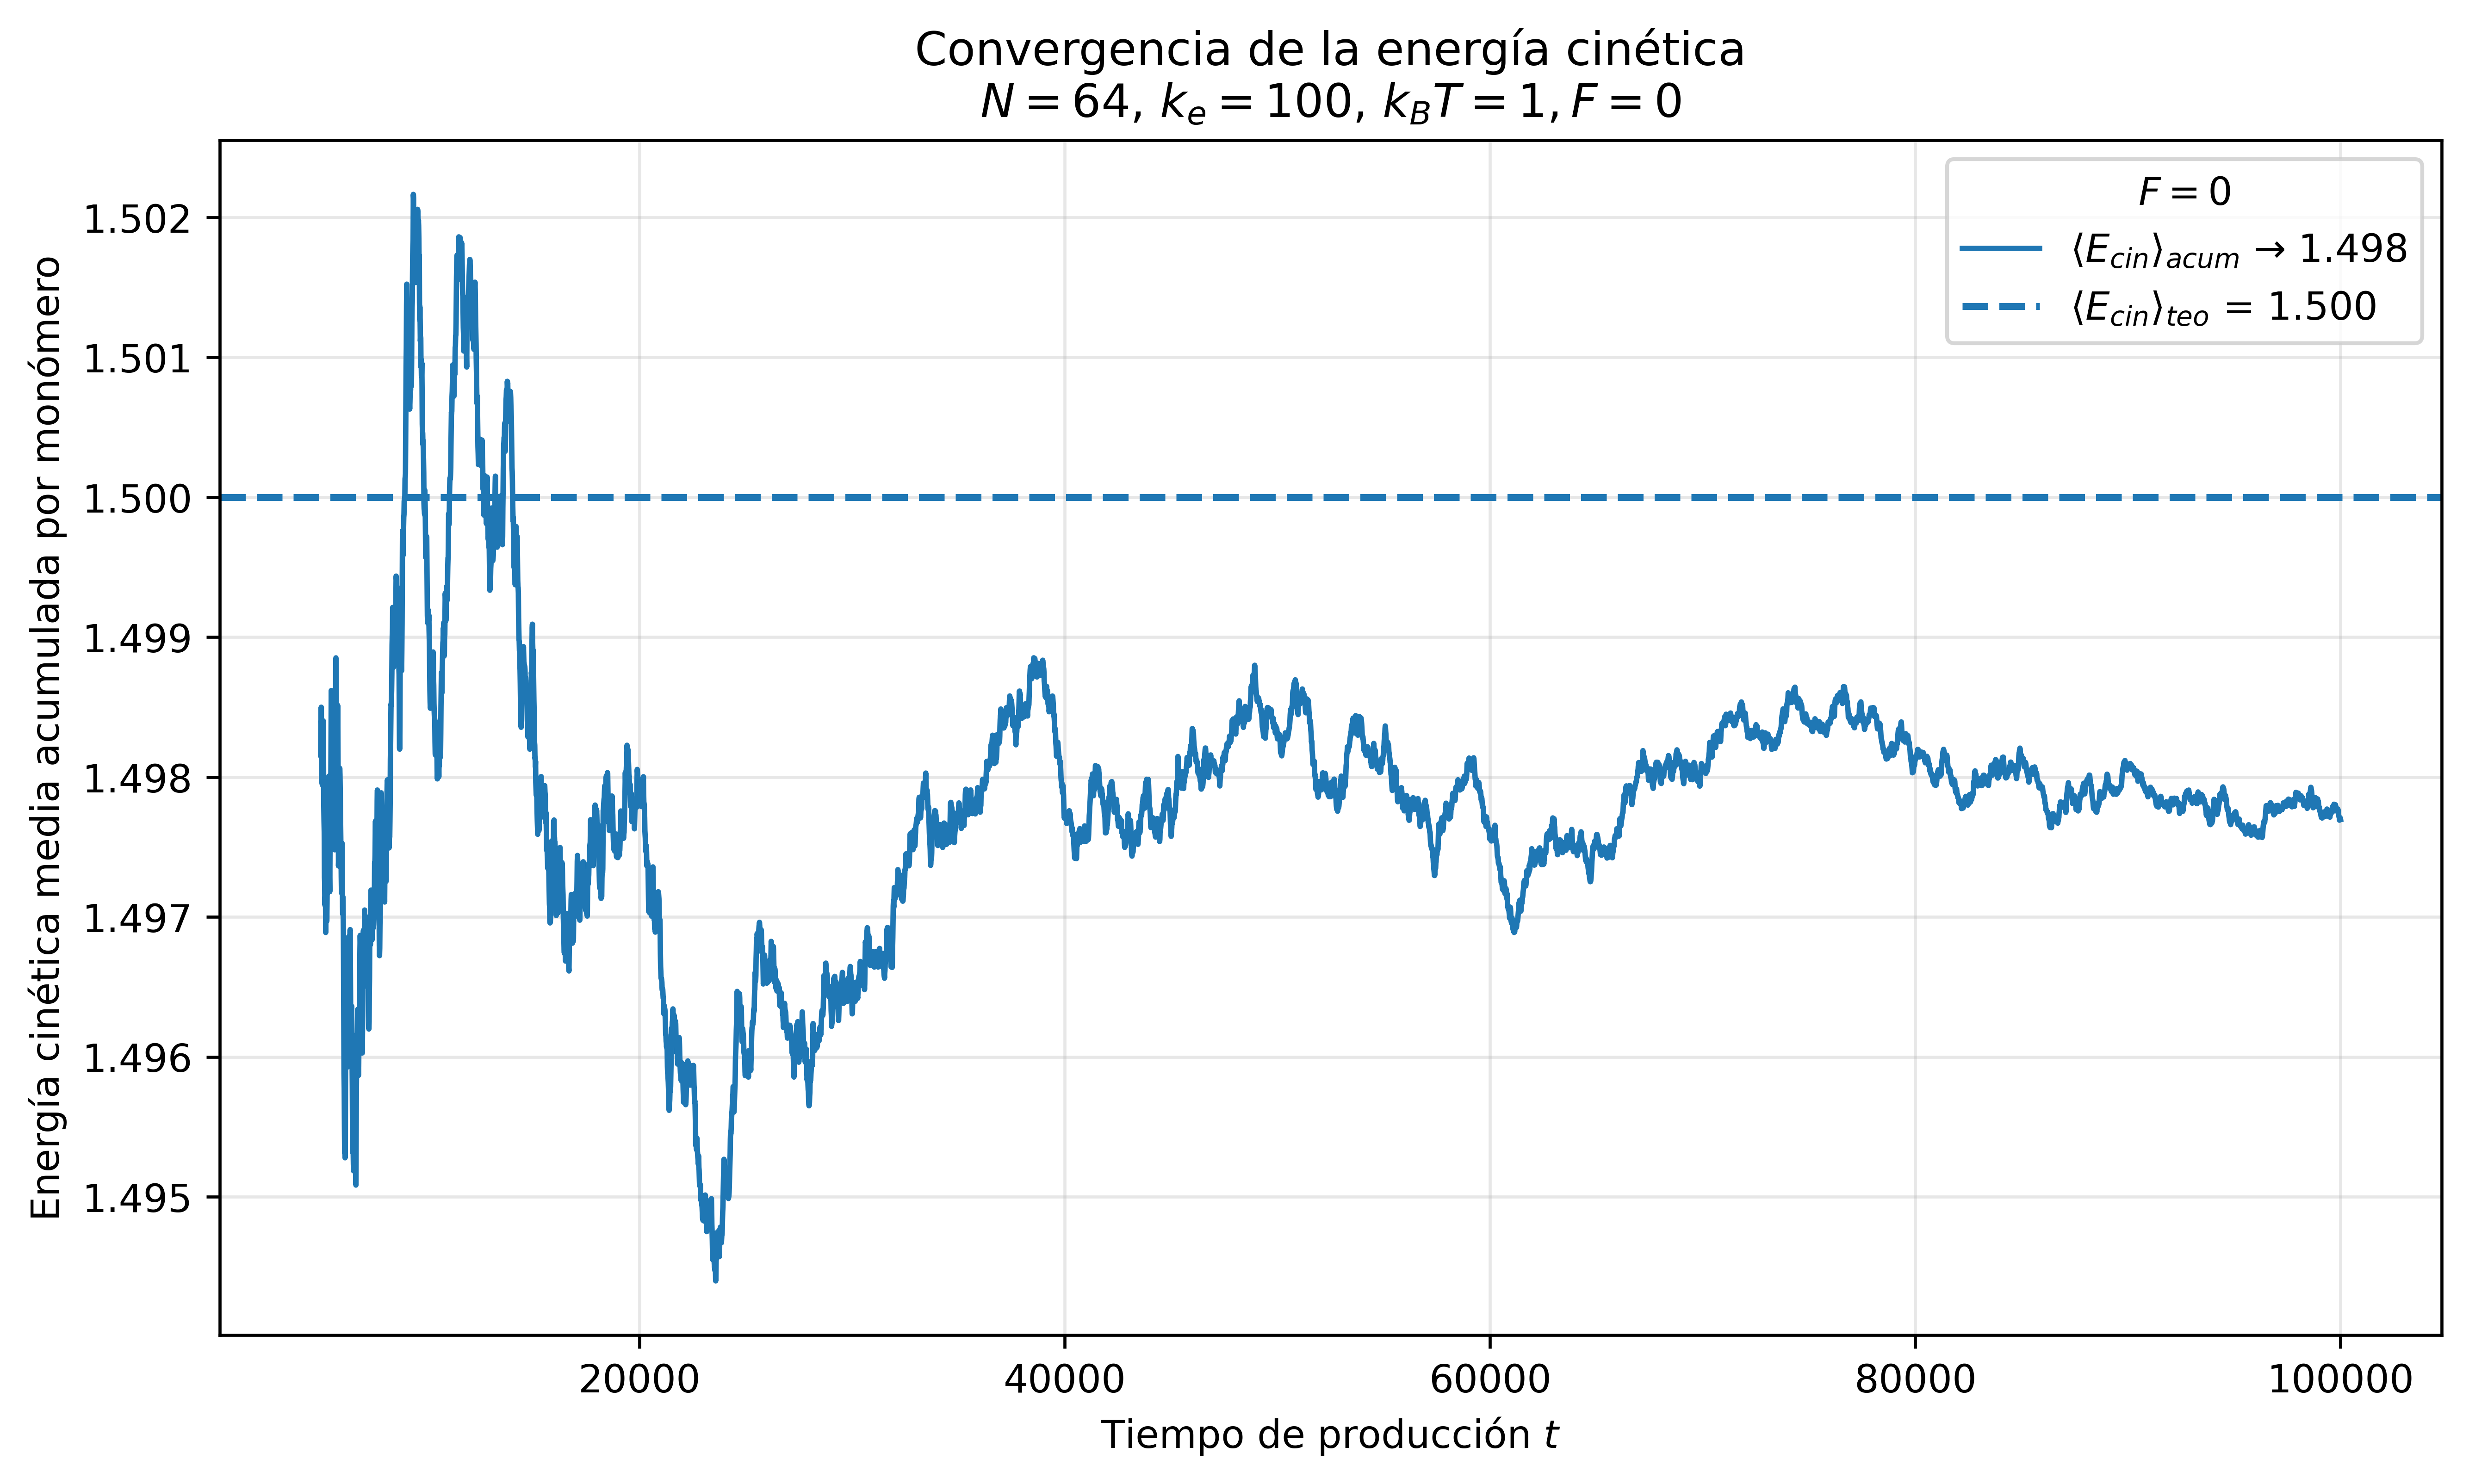 Convergencia de la energía cinética
N = 64, k_e = 100, k_BT = 1, F = 0
F = 0
⟨E_cin⟩_acum → 1.498
⟨E_cin⟩_teo = 1.500
Energía cinética media acumulada por monómero
1.502
1.501
1.500
1.499
1.498
1.497
1.496
1.495
20000 40000 60000 80000 100000
Tiempo de producción t